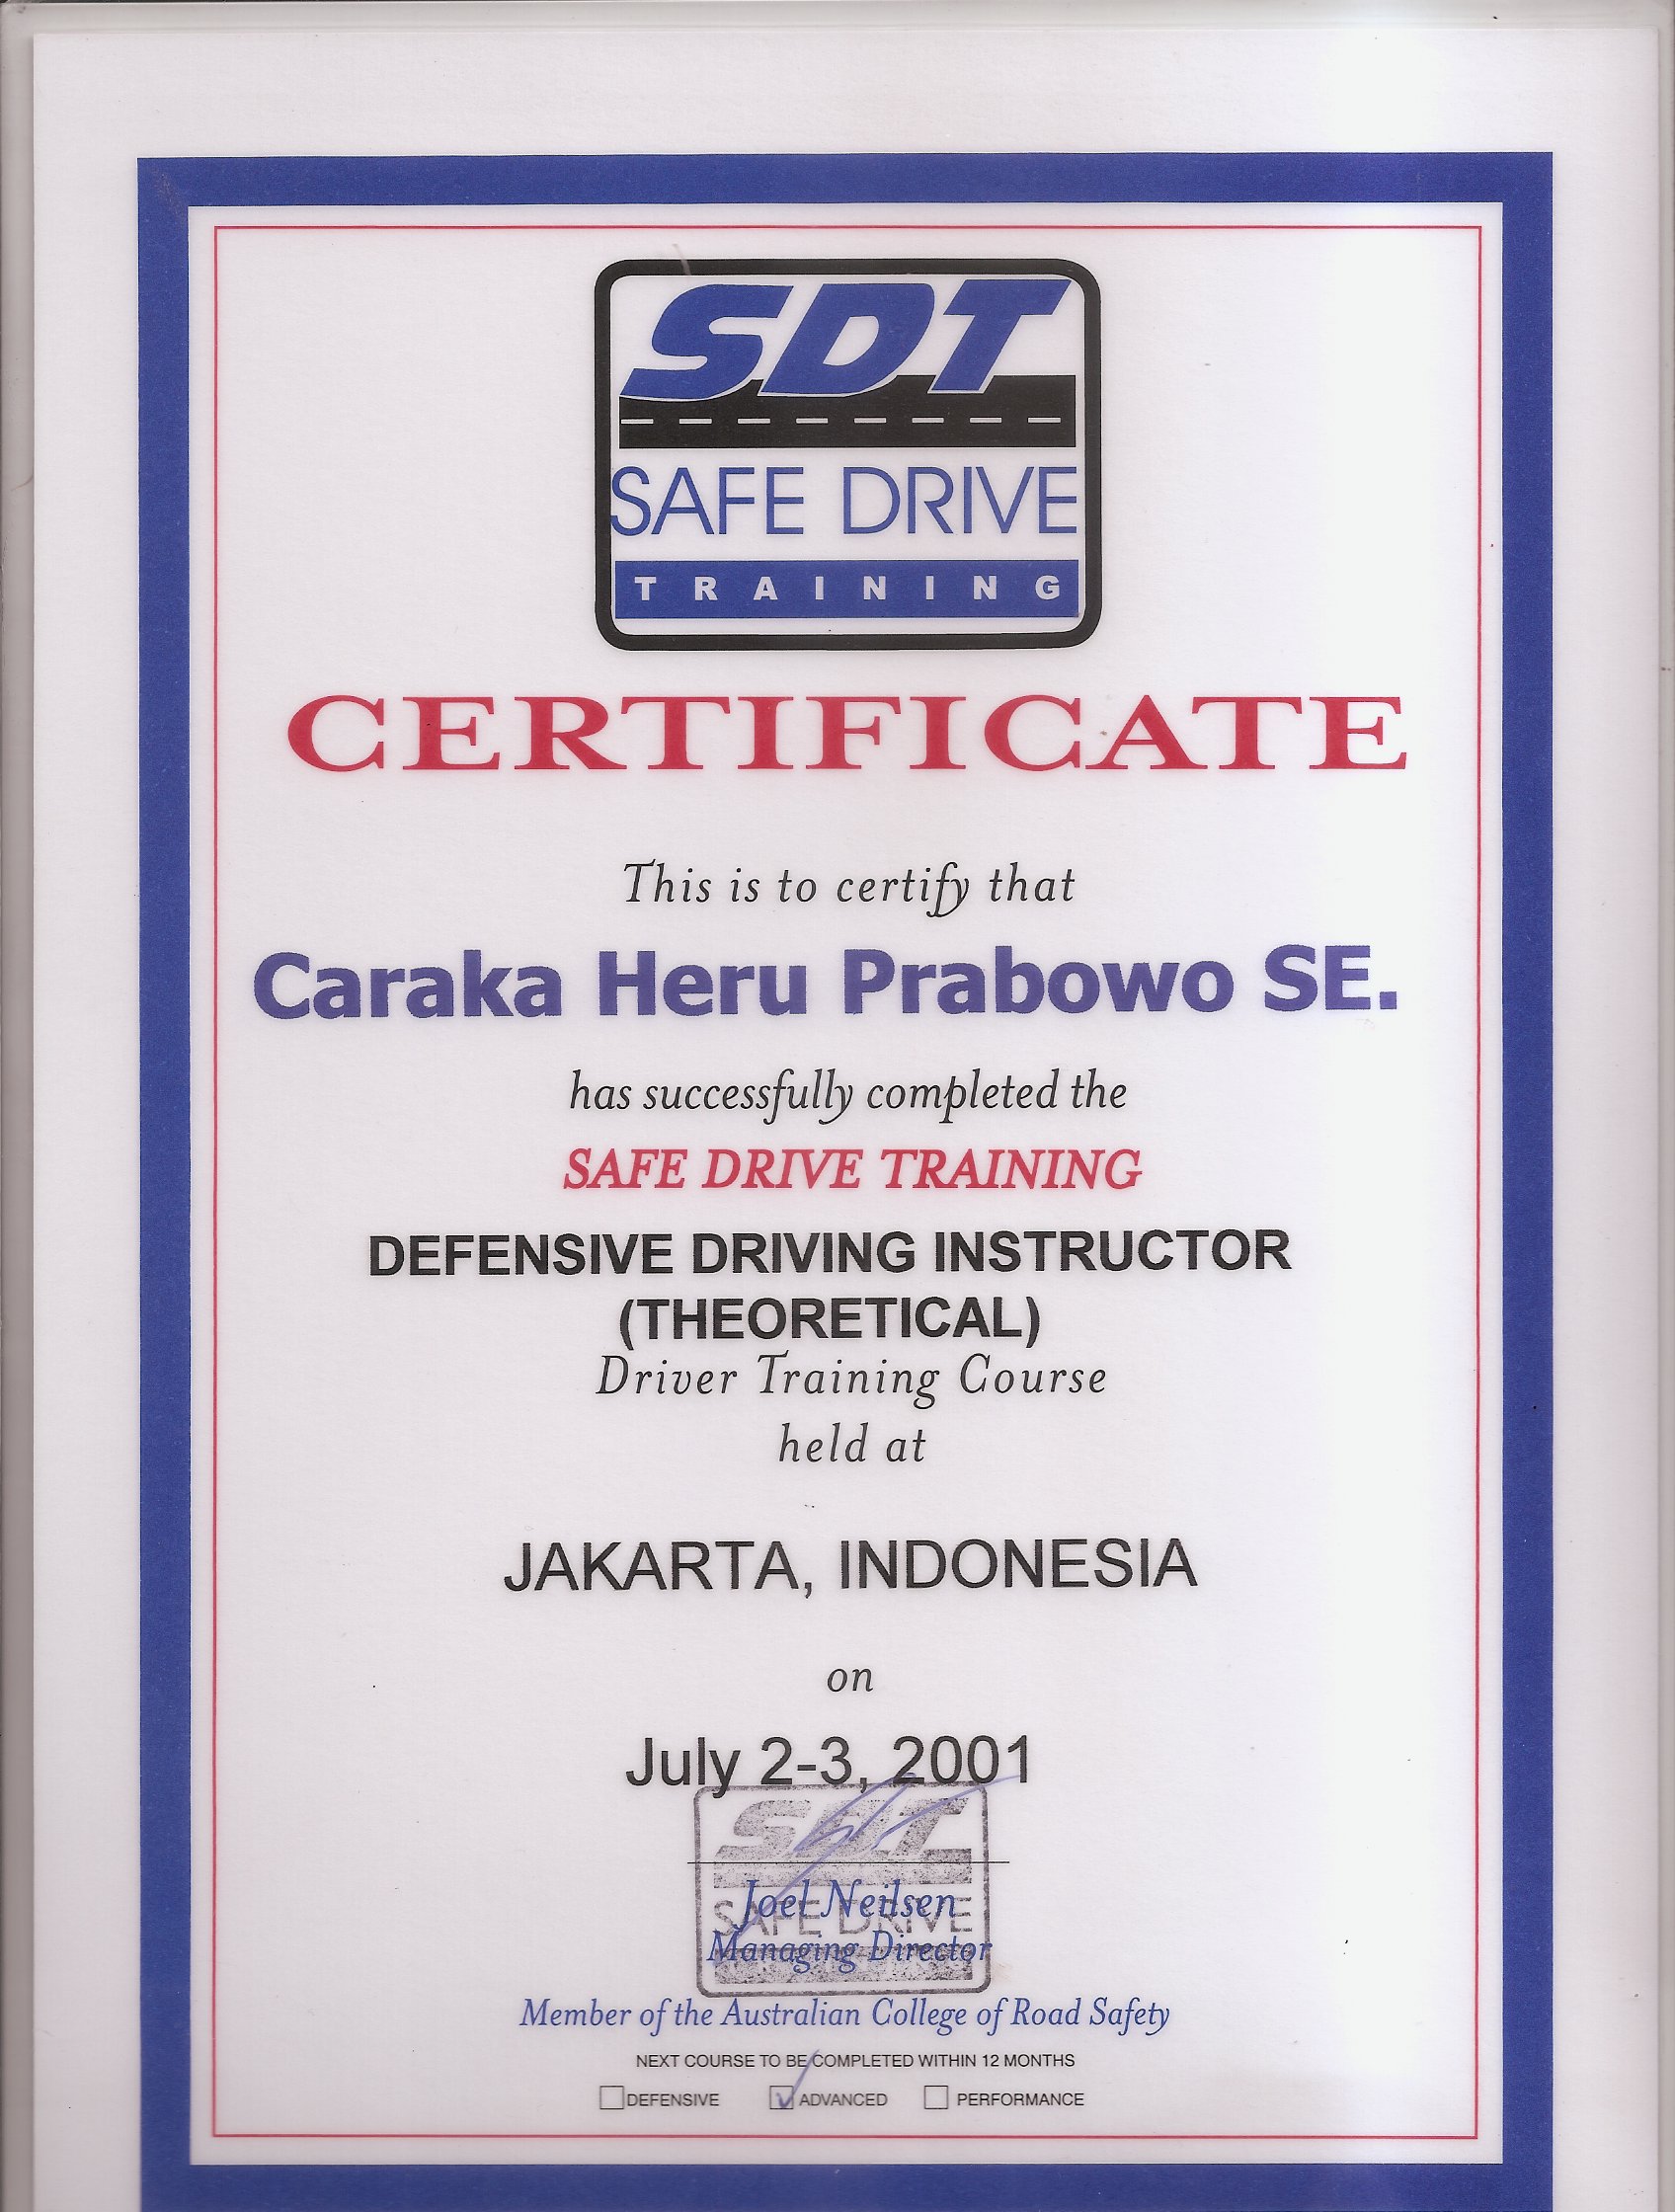 SDT
SAFE DRIVE
TRAINING
CERTIFICATE
This is to certify that
Caraka Heru Prabowo SE.
has successfully completed the
SAFE DRIVE TRAINING
DEFENSIVE DRIVING INSTRUCTOR
(THEORETICAL)
Driver Training Course
held at
JAKARTA, INDONESIA
on
July 2-3, 2001
SDT
SAFE DRIVE
Joel Neilsen
Managing Director
Member of the Australian College of Road Safety
NEXT COURSE TO BE COMPLETED WITHIN 12 MONTHS
DEFENSIVE ADVANCED PERFORMANCE